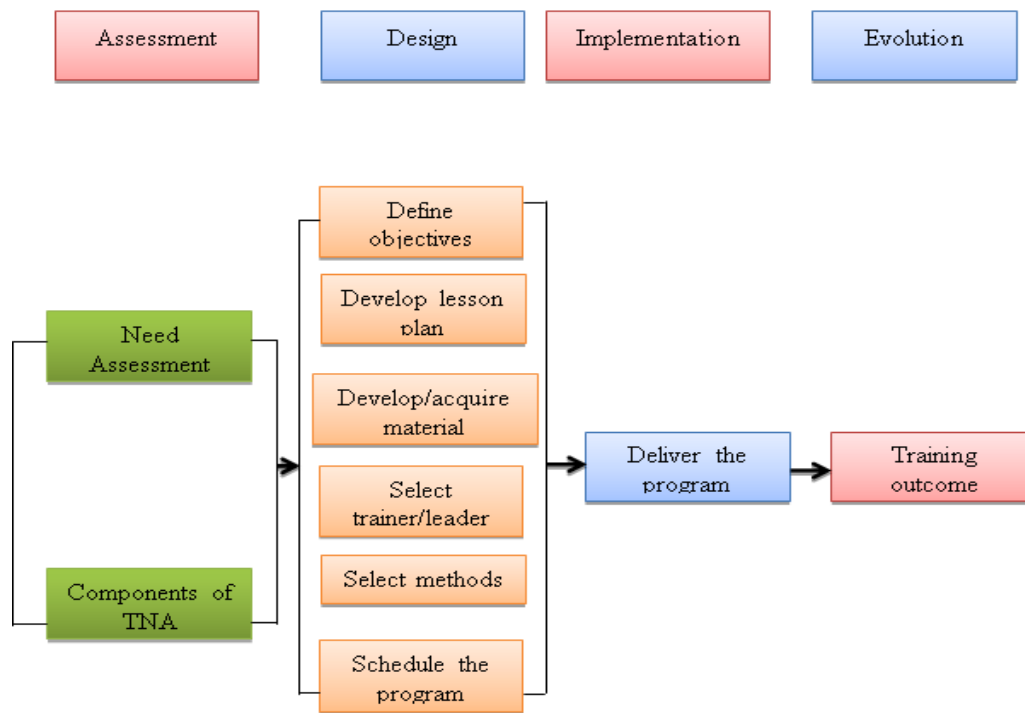 Assessment
Design
Implementation
Evolution
Define
objectives
Develop lesson
plan
Need
Assessment
Develop/acquire
material
Deliver the
program
Training
outcome
Select
trainer/leader
Select methods
Components of
TNA
Schedule the
program